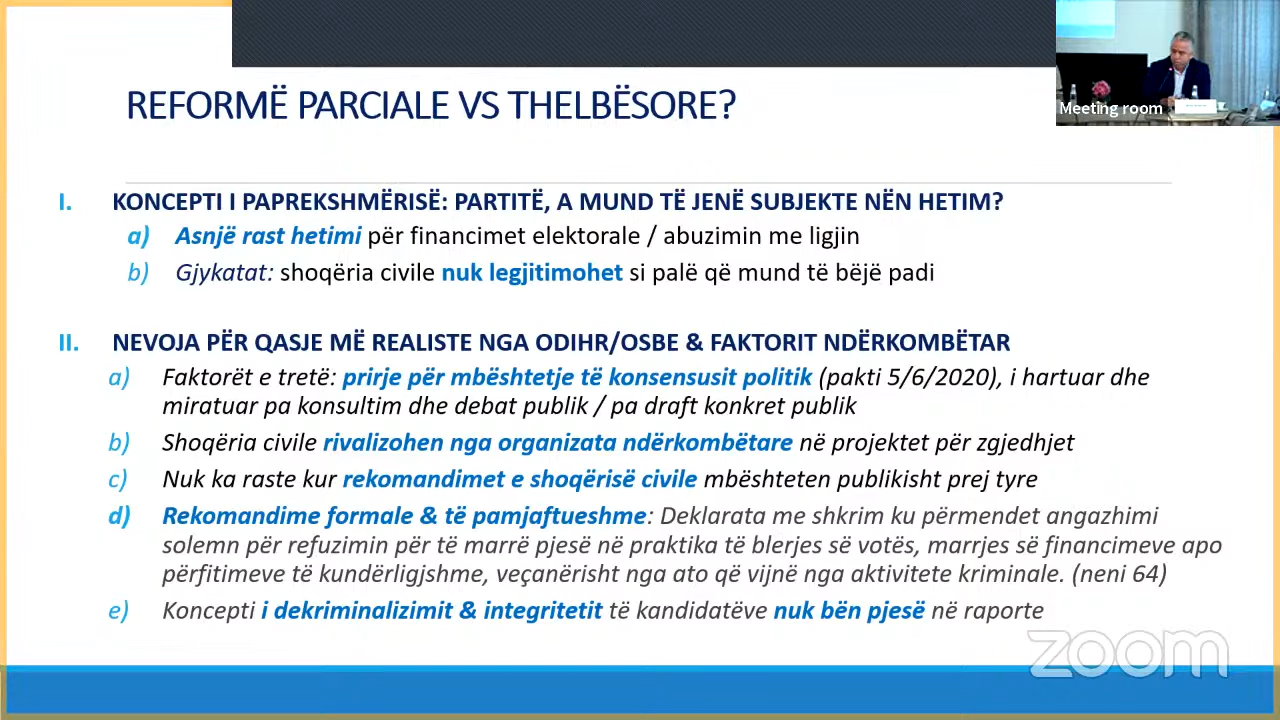 REFORMË PARCIALE VS THELBËSORE?
Meeting room
I. KONCEPTI I PAPREKSHMËRISË: PARTITË, A MUND TË JENË SUBJEKTE NËN HETIM?
a) Asnjë rast hetimi për financimet elektorale / abuzimin me ligjin
b) Gjykatat: shoqëria civile nuk legjitimohet si palë që mund të bëjë padi
II. NEVOJA PËR QASJE MË REALISTE NGA ODIHR/OSBE & FAKTORIT NDËRKOMBËTAR
a) Faktorët e tretë: prirje për mbështetje të konsensusit politik (pakti 5/6/2020), i hartuar dhe
miratuar pa konsultim dhe debat publik / pa draft konkret publik
b) Shoqëria civile rivalizohen nga organizata ndërkombëtare në projektet për zgjedhjet
c) Nuk ka raste kur rekomandimet e shoqërisë civile mbështeten publikisht prej tyre
d) Rekomandime formale & të pamjaftueshme: Deklarata me shkrim ku përmendet angazhimi
solemn për refuzimin për të marrë pjesë në praktika të blerjes së votës, marrjes së financimeve apo
përfitimeve të kundërligjshme, veçanërisht nga ato që vijnë nga aktivitete kriminale. (neni 64)
e) Koncepti i dekriminalizimit & integritetit të kandidatëve nuk bën pjesë në raporte
zoom